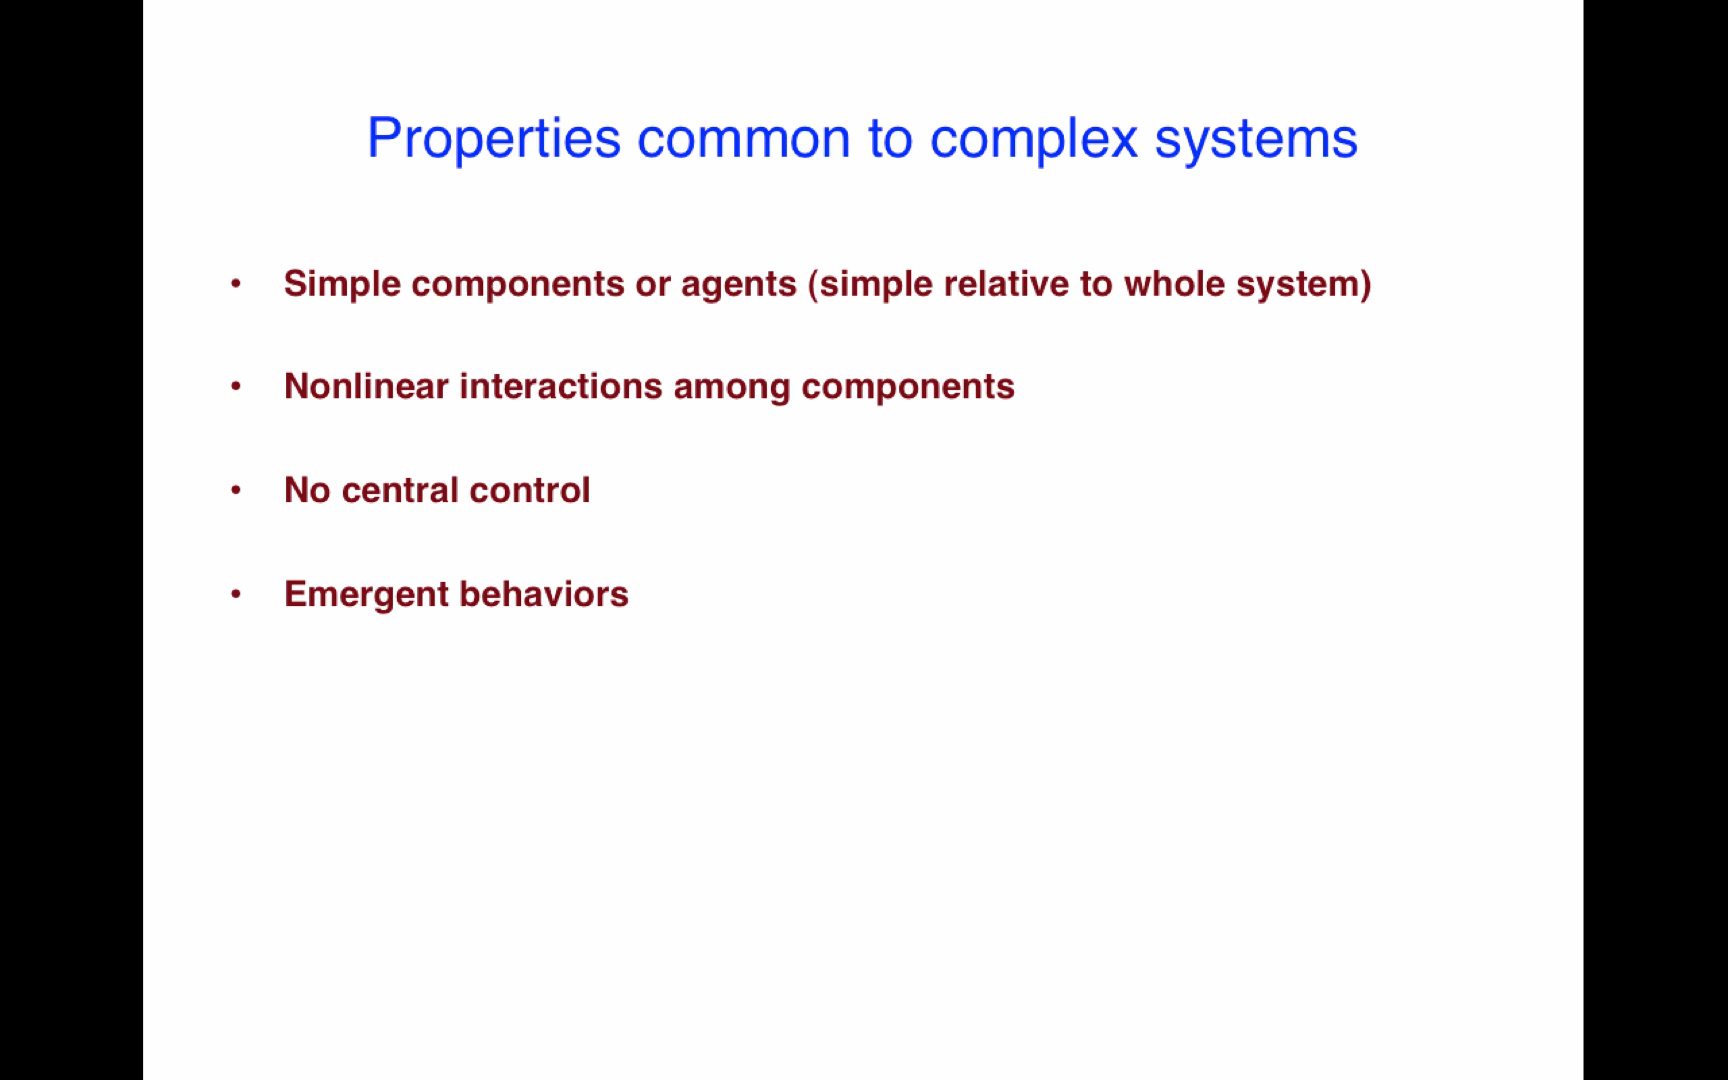 Properties common to complex systems
• Simple components or agents (simple relative to whole system)
• Nonlinear interactions among components
• No central control
• Emergent behaviors